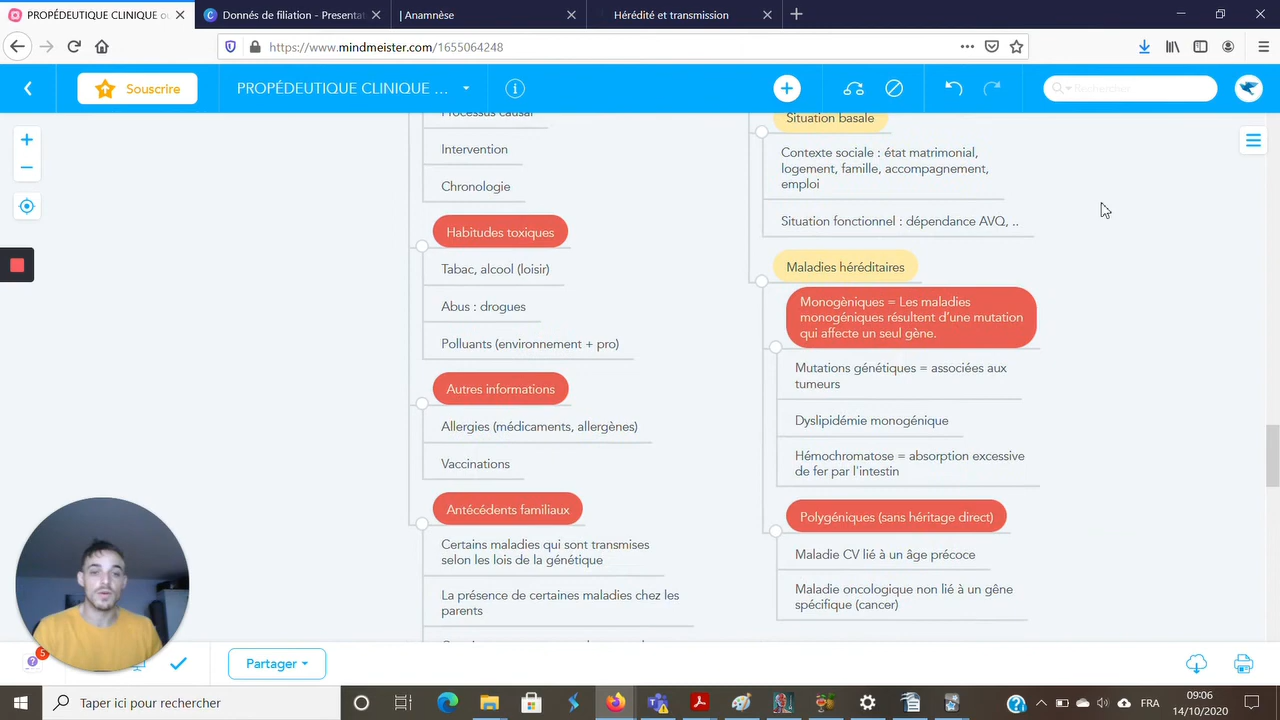 PROPÉDEUTIQUE CLINIQUE ou
Donnés de filiation - Presentat
| Anamnèse
Hérédité et transmission
https://www.mindmeister.com/1655064248
Souscrire
PROPÉDEUTIQUE CLINIQUE ...
Rechercher
Processus causal
Intervention
Chronologie
Habitudes toxiques
Tabac, alcool (loisir)
Abus : drogues
Polluants (environnement + pro)
Autres informations
Allergies (médicaments, allergènes)
Vaccinations
Antécédents familiaux
Certains maladies qui sont transmises
selon les lois de la génétique
La présence de certaines maladies chez les
parents
Situation basale
Contexte sociale : état matrimonial,
logement, famille, accompagnement,
emploi
Situation fonctionnel : dépendance AVQ, ..
Maladies héréditaires
Monogèniques = Les maladies
monogéniques résultent d'une mutation
qui affecte un seul gène.
Mutations génétiques = associées aux
tumeurs
Dyslipidémie monogénique
Hémochromatose = absorption excessive
de fer par l'intestin
Polygéniques (sans héritage direct)
Maladie CV lié à un âge précoce
Maladie oncologique non lié à un gêne
spécifique (cancer)
5
Partager
Taper ici pour rechercher
FRA
09:06
14/10/2020